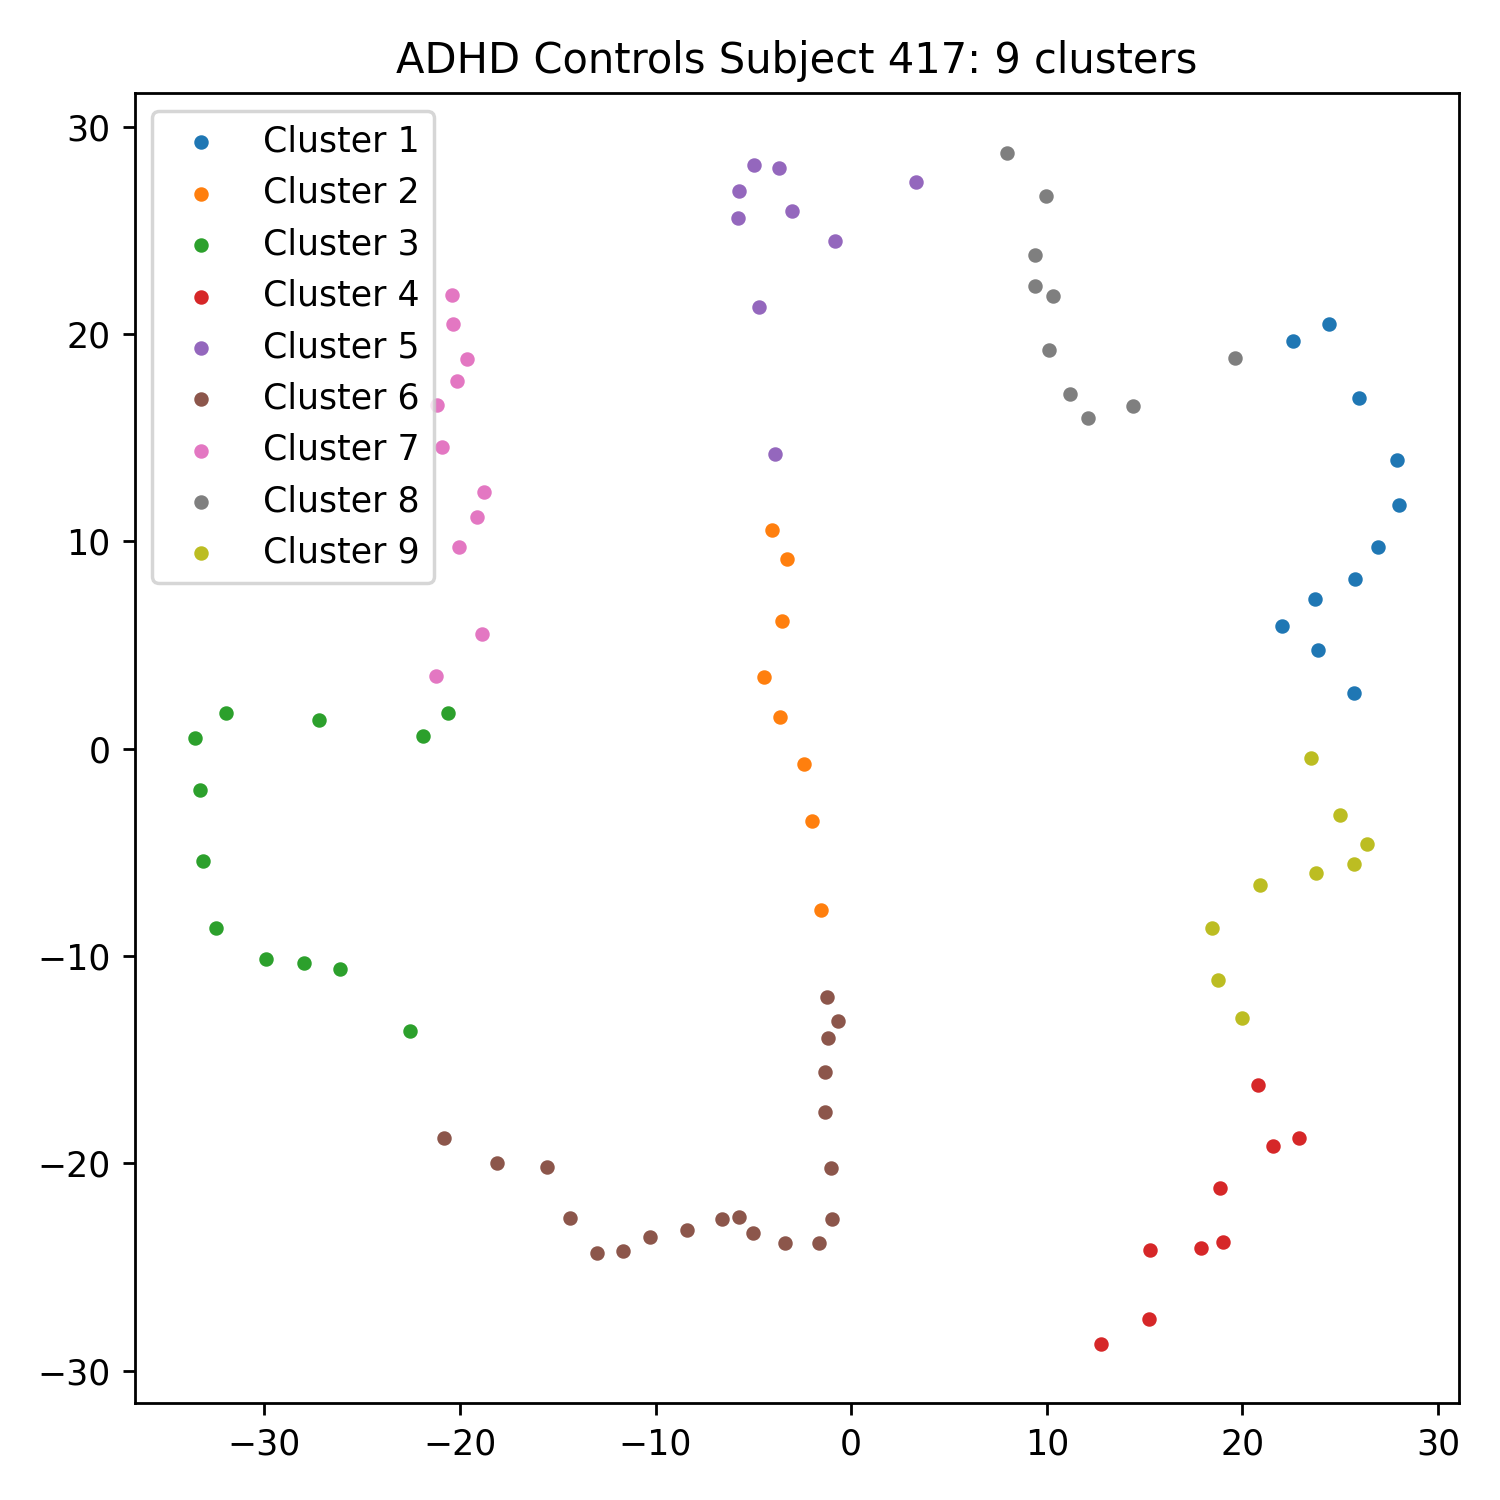 ADHD Controls Subject 417: 9 clusters
30
20
10
0
−10
−20
−30
Cluster 1
Cluster 2
Cluster 3
Cluster 4
Cluster 5
Cluster 6
Cluster 7
Cluster 8
Cluster 9
−30 −20 −10 0 10 20 30